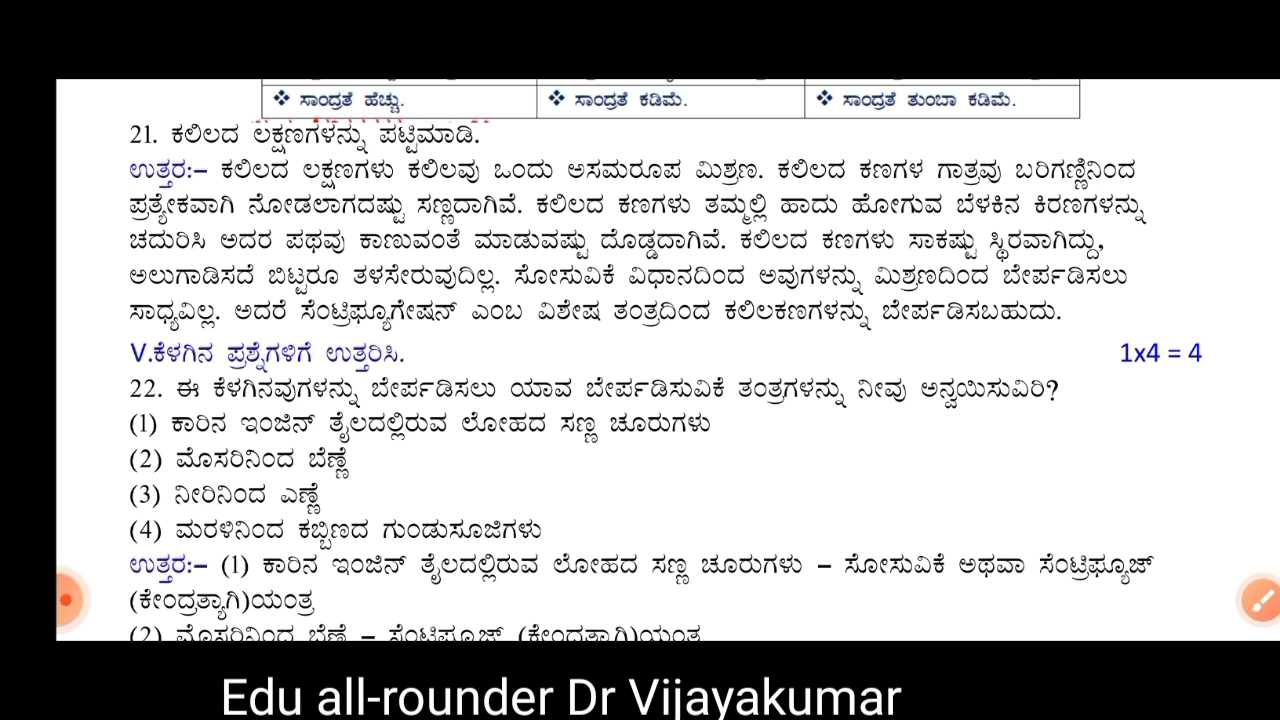 ❖ ಸಾಂದ್ರತೆ ಹೆಚ್ಚು. ❖ ಸಾಂದ್ರತೆ ಕಡಿಮೆ. ❖ ಸಾಂದ್ರತೆ ತುಂಬಾ ಕಡಿಮೆ.
21. ಕಲಿಲದ ಲಕ್ಷಣಗಳನ್ನು ಪಟ್ಟಿಮಾಡಿ.
ಉತ್ತರ:– ಕಲಿಲದ ಲಕ್ಷಣಗಳು ಕಲಿಲವು ಒಂದು ಅಸಮರೂಪ ಮಿಶ್ರಣ. ಕಲಿಲದ ಕಣಗಳ ಗಾತ್ರವು ಬರಿಗಣ್ಣಿನಿಂದ
ಪ್ರತ್ಯೇಕವಾಗಿ ನೋಡಲಾಗದಷ್ಟು ಸಣ್ಣದಾಗಿವೆ. ಕಲಿಲದ ಕಣಗಳು ತಮ್ಮಲ್ಲಿ ಹಾದು ಹೋಗುವ ಬೆಳಕಿನ ಕಿರಣಗಳನ್ನು
ಚದುರಿಸಿ ಅದರ ಪಥವು ಕಾಣುವಂತೆ ಮಾಡುವಷ್ಟು ದೊಡ್ಡದಾಗಿವೆ. ಕಲಿಲದ ಕಣಗಳು ಸಾಕಷ್ಟು ಸ್ಥಿರವಾಗಿದ್ದು,
ಅಲುಗಾಡಿಸದೆ ಬಿಟ್ಟರೂ ತಳಸೇರುವುದಿಲ್ಲ. ಸೋಸುವಿಕೆ ವಿಧಾನದಿಂದ ಅವುಗಳನ್ನು ಮಿಶ್ರಣದಿಂದ ಬೇರ್ಪಡಿಸಲು
ಸಾಧ್ಯವಿಲ್ಲ. ಅದರೆ ಸೆಂಟ್ರಿಫ್ಯೂಗೇಷನ್ ಎಂಬ ವಿಶೇಷ ತಂತ್ರದಿಂದ ಕಲಿಲಕಣಗಳನ್ನು ಬೇರ್ಪಡಿಸಬಹುದು.
V.ಕೆಳಗಿನ ಪ್ರಶ್ನೆಗಳಿಗೆ ಉತ್ತರಿಸಿ. 1x4 = 4
22. ಈ ಕೆಳಗಿನವುಗಳನ್ನು ಬೇರ್ಪಡಿಸಲು ಯಾವ ಬೇರ್ಪಡಿಸುವಿಕೆ ತಂತ್ರಗಳನ್ನು ನೀವು ಅನ್ವಯಿಸುವಿರಿ?
(1) ಕಾರಿನ ಇಂಜಿನ್ ತೈಲದಲ್ಲಿರುವ ಲೋಹದ ಸಣ್ಣ ಚೂರುಗಳು
(2) ಮೊಸರಿನಿಂದ ಬೆಣ್ಣೆ
(3) ನೀರಿನಿಂದ ಎಣ್ಣೆ
(4) ಮರಳಿನಿಂದ ಕಬ್ಬಿಣದ ಗುಂಡುಸೂಜಿಗಳು
ಉತ್ತರ:– (1) ಕಾರಿನ ಇಂಜಿನ್ ತೈಲದಲ್ಲಿರುವ ಲೋಹದ ಸಣ್ಣ ಚೂರುಗಳು – ಸೋಸುವಿಕೆ ಅಥವಾ ಸೆಂಟ್ರಿಫ್ಯೂಜ್
(ಕೇಂದ್ರತ್ಯಾಗಿ)ಯಂತ್ರ
(2) ಮೊಸರಿನಿಂದ ಬೆಣ್ಣೆ – ಸೆಂಟ್ರಿಫ್ಯೂಜ್ (ಕೇಂದ್ರತ್ಯಾಗಿ)ಯಂತ್ರ
Edu all-rounder Dr Vijayakumar